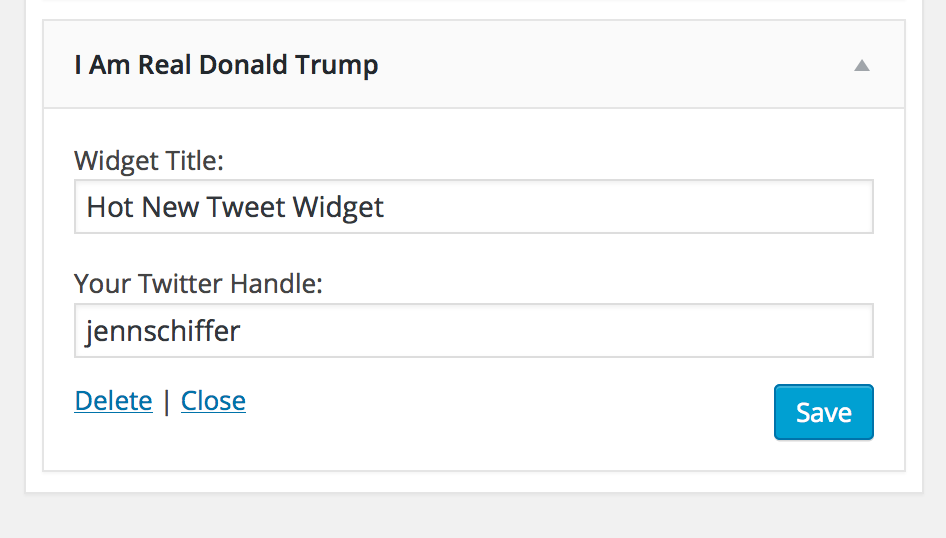 I Am Real Donald Trump
Widget Title:
Hot New Tweet Widget
Your Twitter Handle:
jennschiffer
Delete | Close
Save